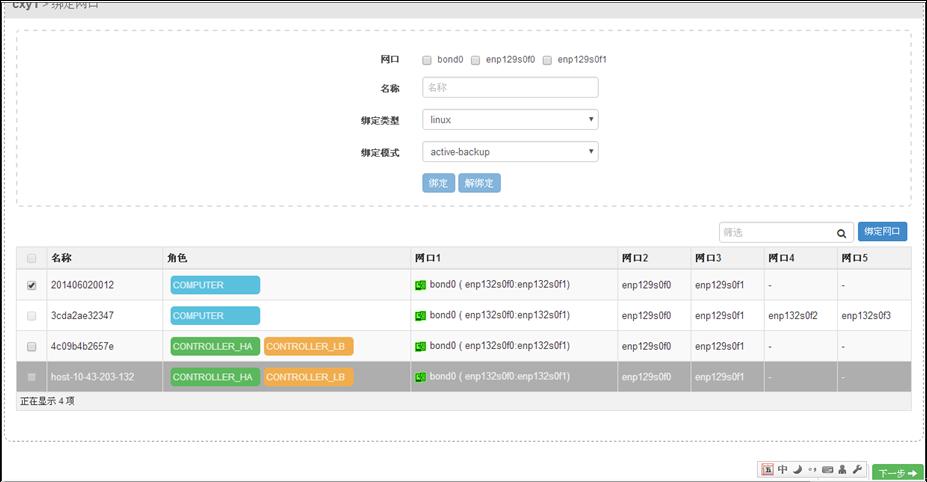 cxy1 > 绑定网口
网口 bond0 enp129s0f0 enp129s0f1
名称 名称
绑定类型 linux
绑定模式 active-backup
绑定 解绑定
筛选 绑定网口
名称 角色 网口1 网口2 网口3 网口4 网口5
201406020012 COMPUTER bond0 ( enp132s0f0:enp132s0f1) enp129s0f0 enp129s0f1 - -
3cda2ae32347 COMPUTER bond0 ( enp132s0f0:enp132s0f1) enp129s0f0 enp129s0f1 enp132s0f2 enp132s0f3
4c09b4b2657e CONTROLLER_HA CONTROLLER_LB bond0 ( enp132s0f0:enp132s0f1) enp129s0f0 enp129s0f1 - -
host-10-43-203-132 CONTROLLER_HA CONTROLLER_LB bond0 ( enp132s0f0:enp132s0f1) enp129s0f0 enp129s0f1 - -
正在显示 4 项
中
下一步